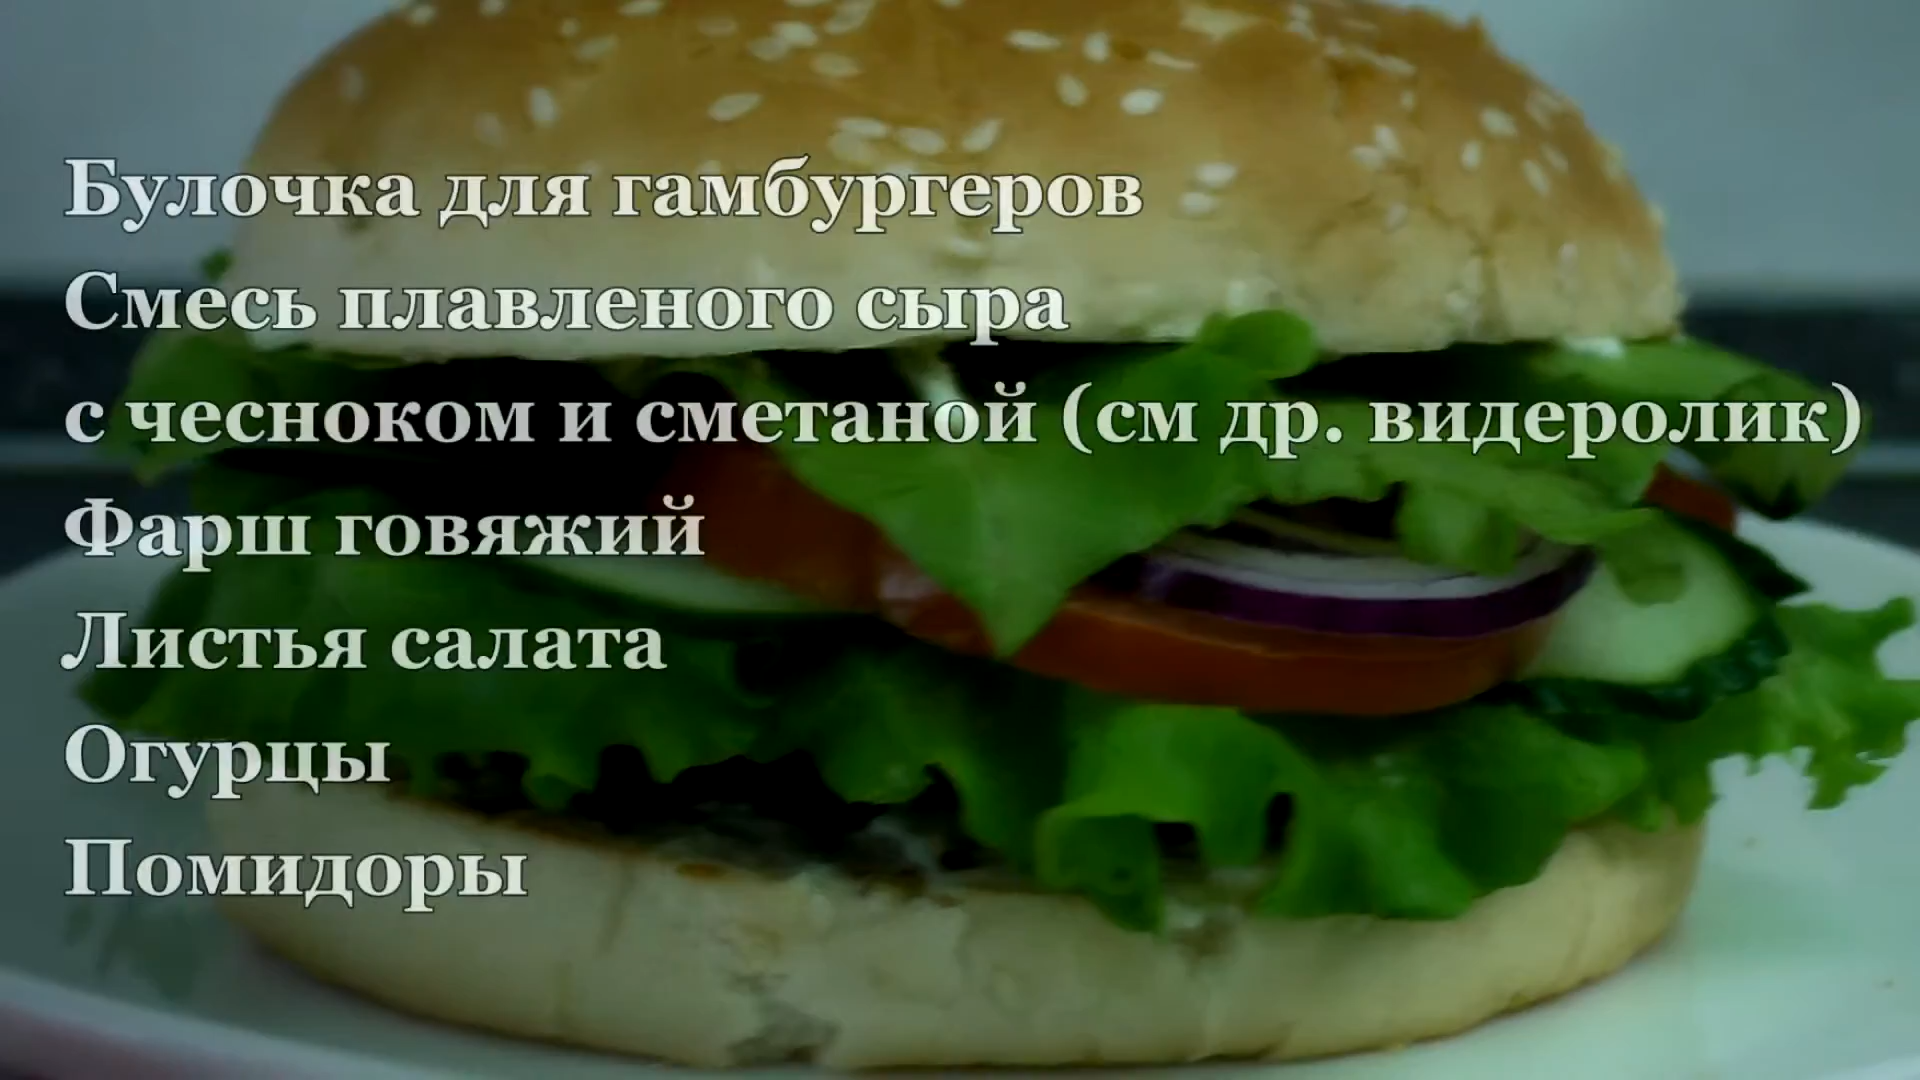 Булочка для гамбургеров
Смесь плавленого сыра
с чесноком и сметаной (см др. видеролик)
Фарш говяжий
Листья салата
Огурцы
Помидоры